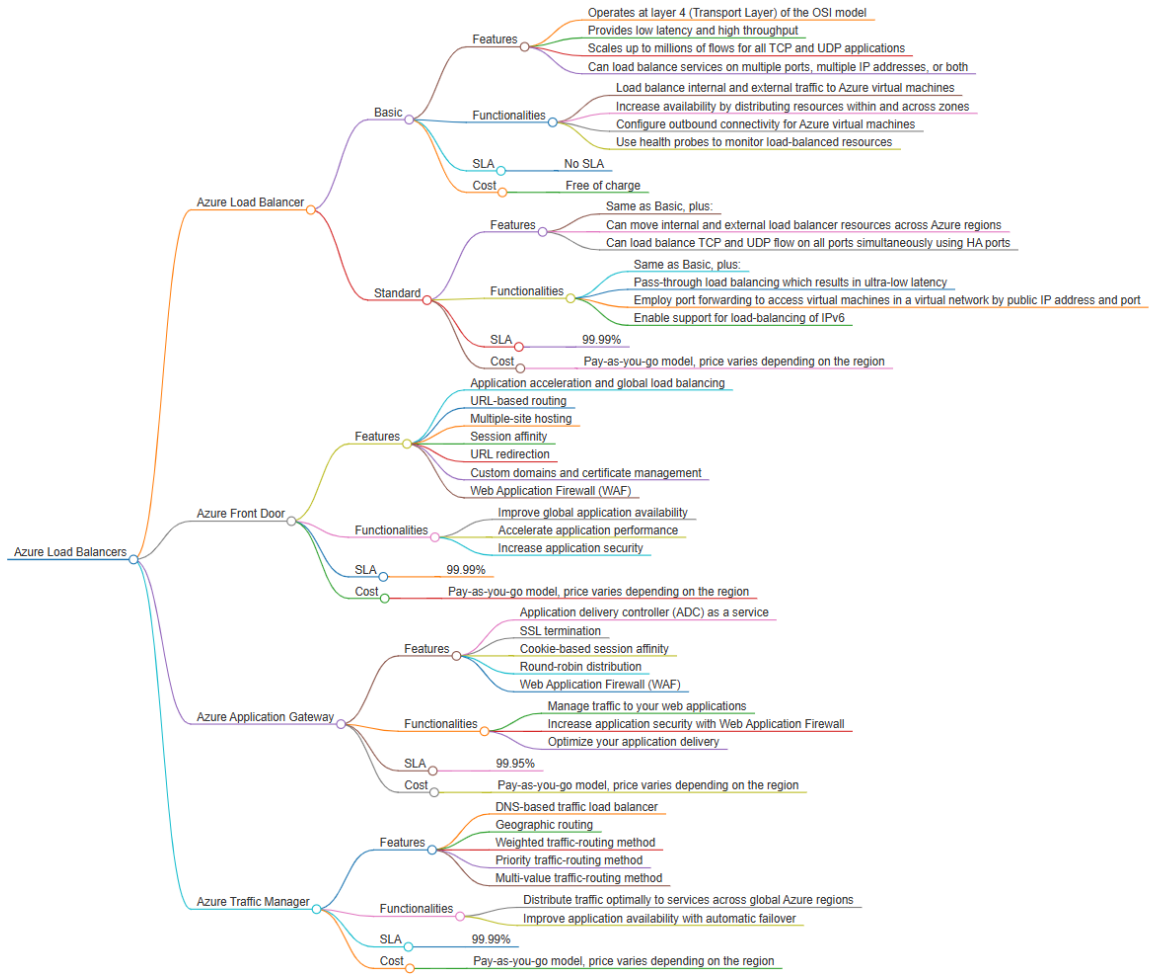 Azure Load Balancers
Azure Load Balancer
Basic
Features
Operates at layer 4 (Transport Layer) of the OSI model
Provides low latency and high throughput
Scales up to millions of flows for all TCP and UDP applications
Can load balance services on multiple ports, multiple IP addresses, or both
Functionalities
Load balance internal and external traffic to Azure virtual machines
Increase availability by distributing resources within and across zones
Configure outbound connectivity for Azure virtual machines
Use health probes to monitor load-balanced resources
SLA
No SLA
Cost
Free of charge
Standard
Features
Same as Basic, plus:
Can move internal and external load balancer resources across Azure regions
Can load balance TCP and UDP flow on all ports simultaneously using HA ports
Functionalities
Same as Basic, plus:
Pass-through load balancing which results in ultra-low latency
Employ port forwarding to access virtual machines in a virtual network by public IP address and port
Enable support for load-balancing of IPv6
SLA
99.99%
Cost
Pay-as-you-go model, price varies depending on the region
Azure Front Door
Features
Application acceleration and global load balancing
URL-based routing
Multiple-site hosting
Session affinity
URL redirection
Custom domains and certificate management
Web Application Firewall (WAF)
Functionalities
Improve global application availability
Accelerate application performance
Increase application security
SLA
99.99%
Cost
Pay-as-you-go model, price varies depending on the region
Azure Application Gateway
Features
Application delivery controller (ADC) as a service
SSL termination
Cookie-based session affinity
Round-robin distribution
Web Application Firewall (WAF)
Functionalities
Manage traffic to your web applications
Increase application security with Web Application Firewall
Optimize your application delivery
SLA
99.95%
Cost
Pay-as-you-go model, price varies depending on the region
Azure Traffic Manager
Features
DNS-based traffic load balancer
Geographic routing
Weighted traffic-routing method
Priority traffic-routing method
Multi-value traffic-routing method
Functionalities
Distribute traffic optimally to services across global Azure regions
Improve application availability with automatic failover
SLA
99.99%
Cost
Pay-as-you-go model, price varies depending on the region